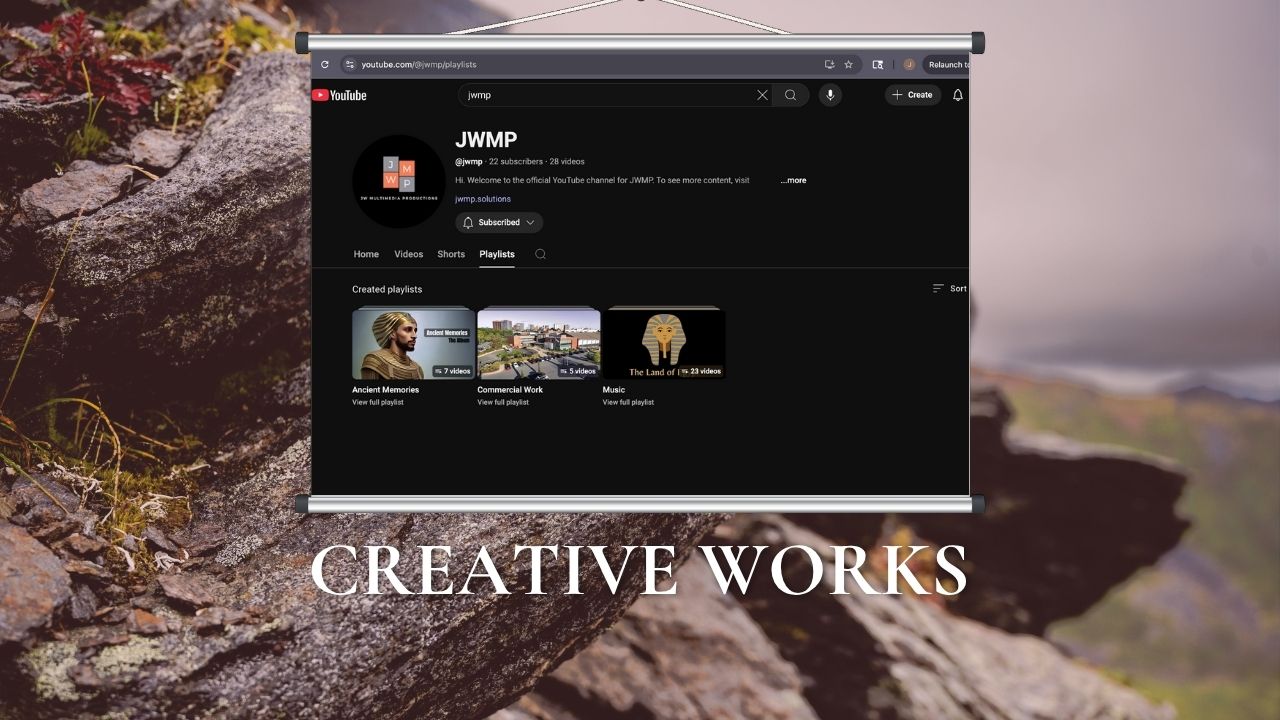 youtube.com/@jwmp/playlists
J
Relaunch to
YouTube
jwmp
Create
JWMP
@jwmp · 22 subscribers · 28 videos
Hi. Welcome to the official YouTube channel for JWMP. To see more content, visit ...more
jwmp.solutions
J
M
W
P
JW MULTIMEDIA PRODUCTIONS
Subscribed
Home Videos Shorts Playlists
Created playlists
Sort
Ancient Memories
The Album
7 videos
5 videos
The Land of
23 videos
Ancient Memories
Commercial Work
Music
View full playlist
View full playlist
View full playlist
CREATIVE WORKS